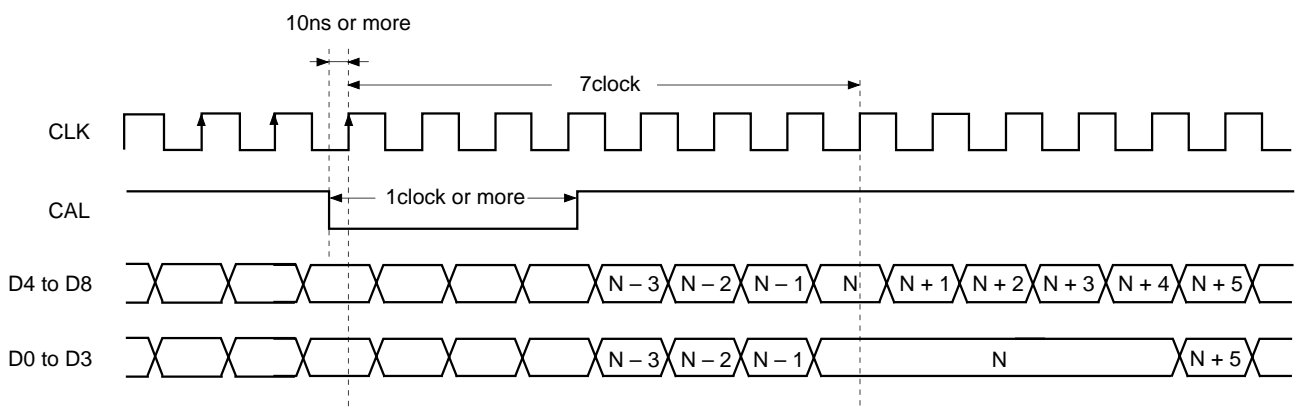 10ns or more
7clock
CLK
1clock or more
CAL
D4 to D8 N – 3 N – 2 N – 1 N N + 1 N + 2 N + 3 N + 4 N + 5
D0 to D3 N – 3 N – 2 N – 1 N N + 5